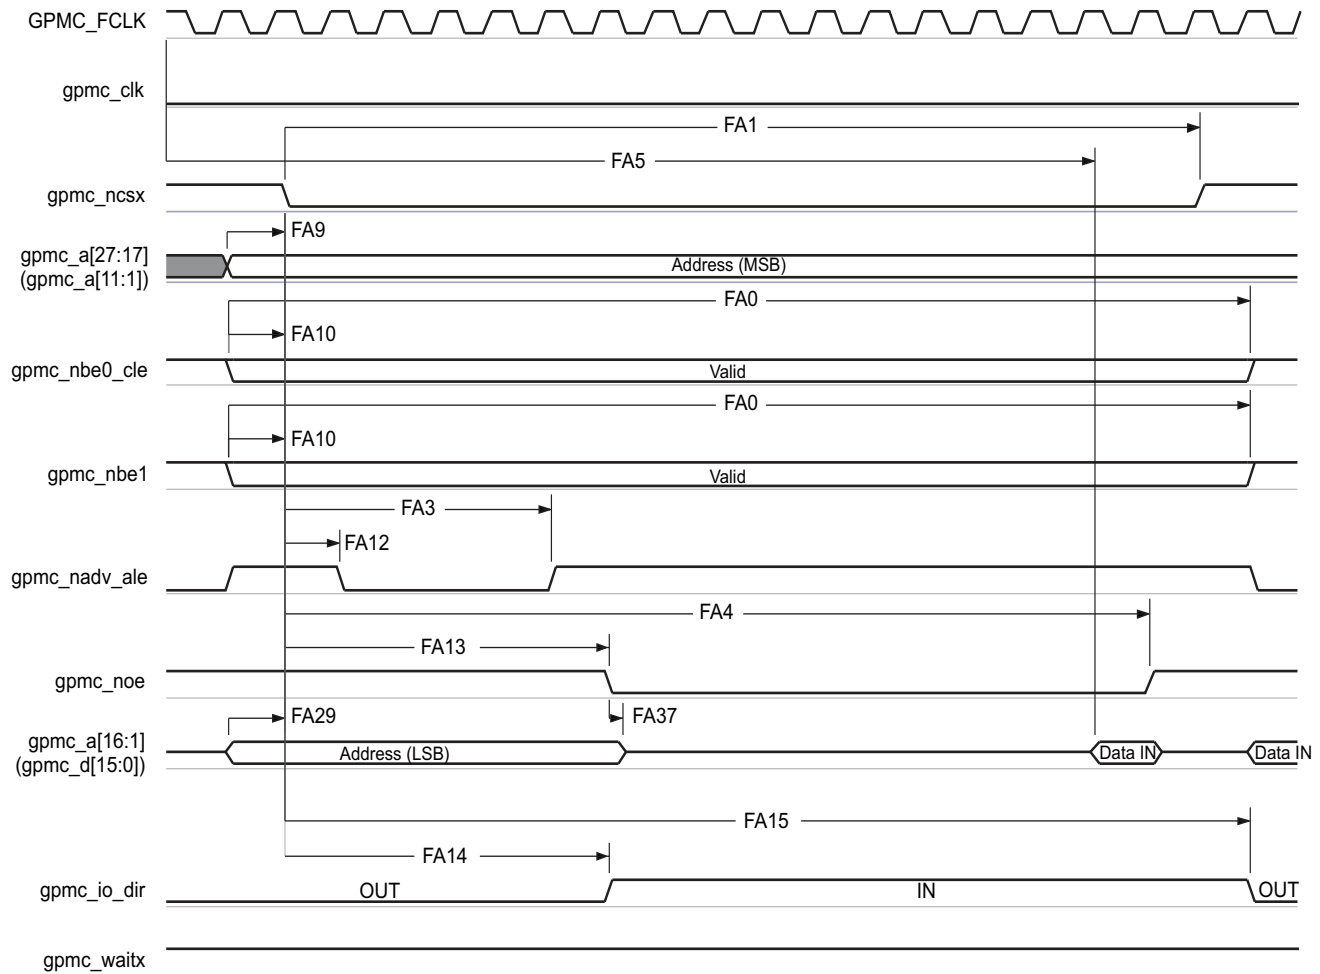 GPMC_FCLK
gpmc_clk
FA1
FA5
gpmc_ncsx
FA9
gpmc_a[27:17]
(gpmc_a[11:1])
Address (MSB)
FA0
FA10
gpmc_nbe0_cle
Valid
FA0
FA10
gpmc_nbe1
Valid
FA3
FA12
gpmc_nadv_ale
FA4
FA13
gpmc_noe
FA29
FA37
gpmc_a[16:1]
(gpmc_d[15:0])
Address (LSB)
Data IN
Data IN
FA15
FA14
gpmc_io_dir
OUT
IN
OUT
gpmc_waitx